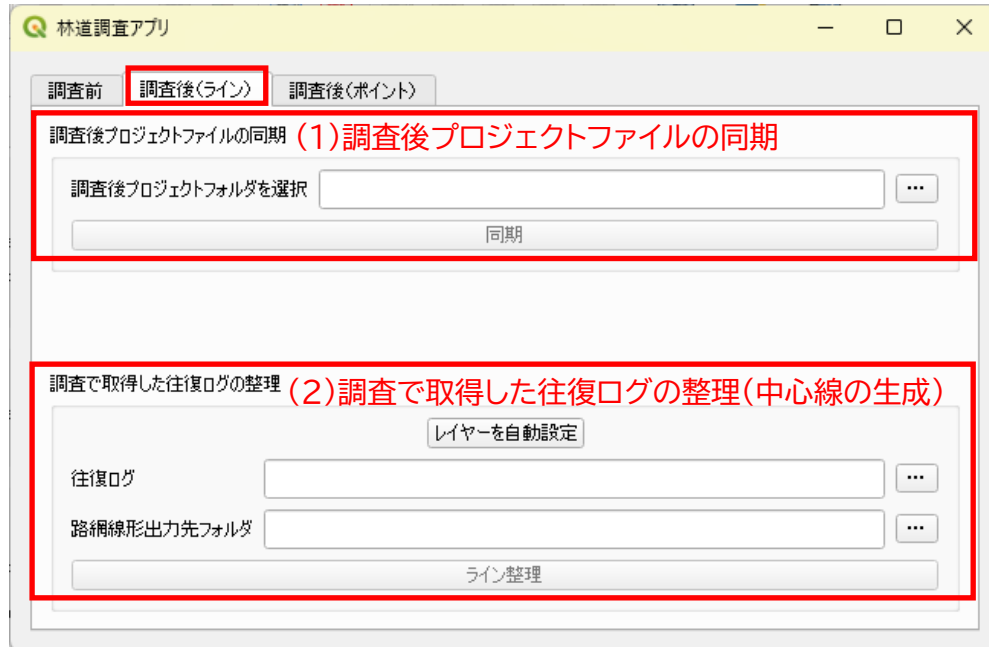 林道調査アプリ
調査前 調査後(ライン) 調査後(ポイント)
調査後プロジェクトファイルの同期 (1)調査後プロジェクトファイルの同期
調査後プロジェクトフォルダを選択 ...
同期
調査で取得した往復ログの整理 (2)調査で取得した往復ログの整理(中心線の生成)
レイヤーを自動設定
往復ログ ...
路網線形出力先フォルダ ...
ライン整理